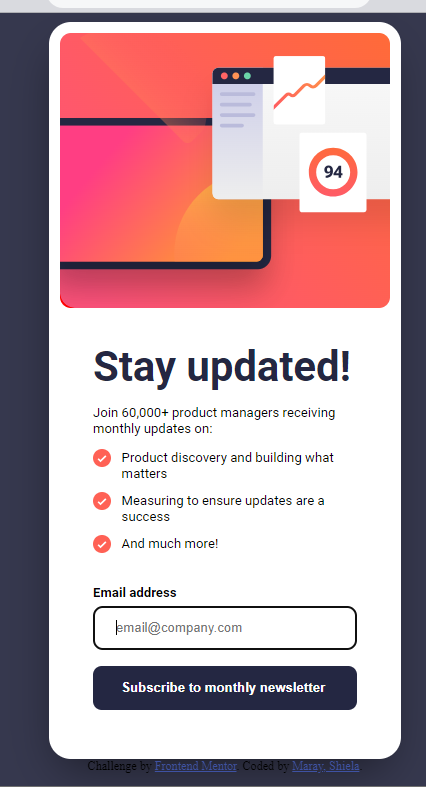 94
Stay updated!
Join 60,000+ product managers receiving
monthly updates on:
Product discovery and building what
matters
Measuring to ensure updates are a
success
And much more!
Email address
email@company.com
Subscribe to monthly newsletter
Challenge by Frontend Mentor. Coded by Maray, Shiela.